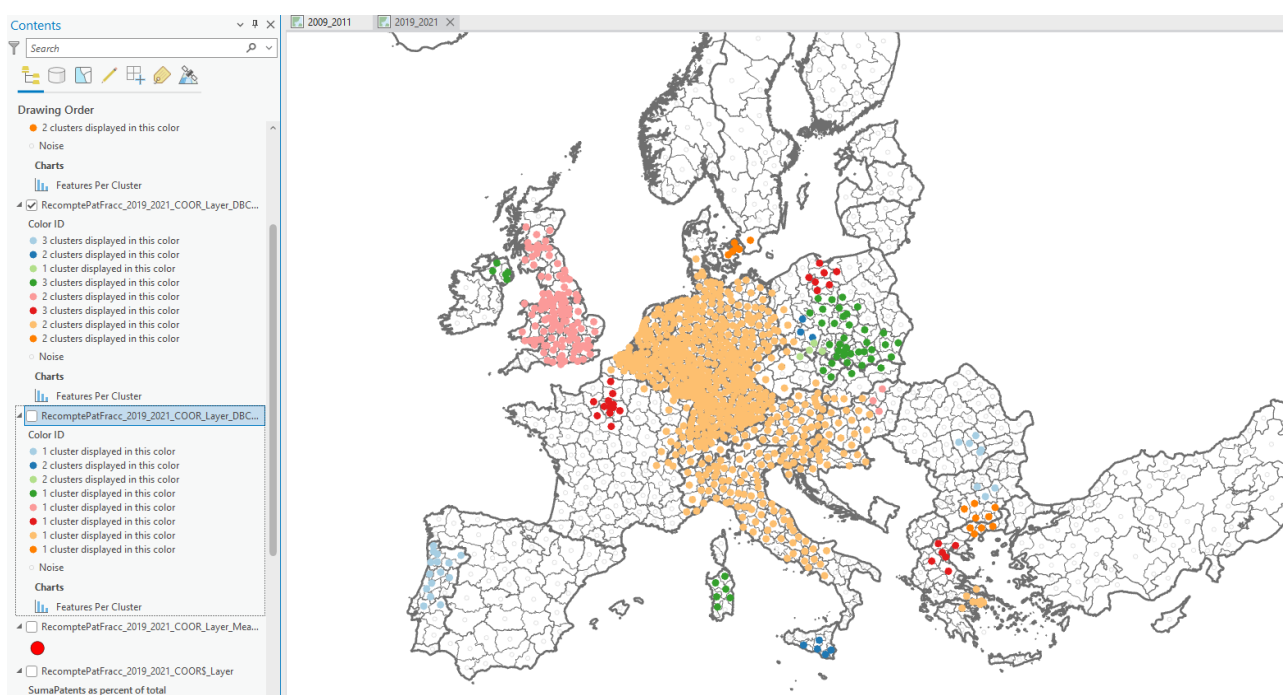 Contents
2009_2011
2019_2021
Search
Drawing Order
2 clusters displayed in this color
Noise
Charts
Features Per Cluster
RecomptePatFracc_2019_2021_COOR_Layer_DBC...
Color ID
3 clusters displayed in this color
2 clusters displayed in this color
1 cluster displayed in this color
3 clusters displayed in this color
2 clusters displayed in this color
3 clusters displayed in this color
2 clusters displayed in this color
2 clusters displayed in this color
Noise
Charts
Features Per Cluster
RecomptePatFracc_2019_2021_COOR_Layer_DBC...
Color ID
1 cluster displayed in this color
2 clusters displayed in this color
2 clusters displayed in this color
1 cluster displayed in this color
1 cluster displayed in this color
1 cluster displayed in this color
1 cluster displayed in this color
1 cluster displayed in this color
Noise
Charts
Features Per Cluster
RecomptePatFracc_2019_2021_COOR_Layer_Mea...
RecomptePatFracc_2019_2021_COOR$_Layer
SumaPatents as percent of total